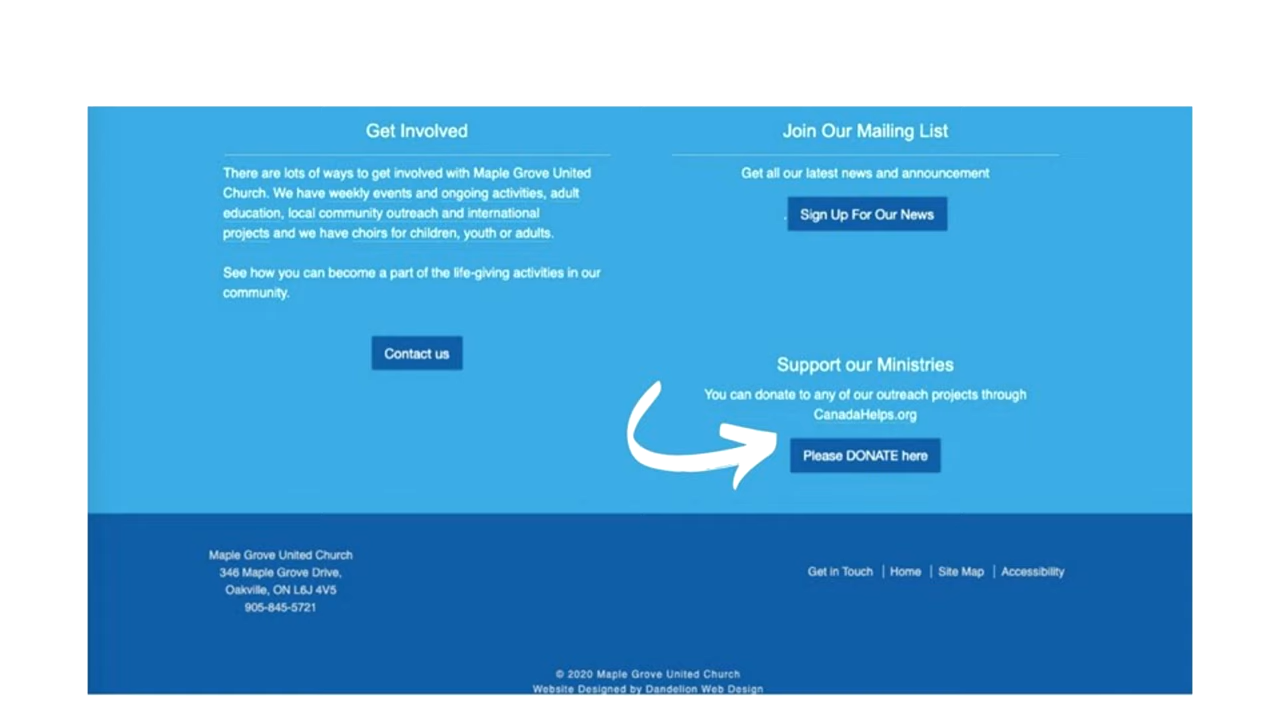 Get Involved
There are lots of ways to get involved with Maple Grove United
Church. We have weekly events and ongoing activities, adult
education, local community outreach and international
projects and we have choirs for children, youth or adults.
See how you can become a part of the life-giving activities in our
community.
Contact us
Join Our Mailing List
Get all our latest news and announcement
. Sign Up For Our News
Support our Ministries
You can donate to any of our outreach projects through
CanadaHelps.org
Please DONATE here
Maple Grove United Church
346 Maple Grove Drive,
Oakville, ON L6J 4V5
905-845-5721
Get in Touch | Home | Site Map | Accessibility
© 2020 Maple Grove United Church
Website Designed by Dandelion Web Design